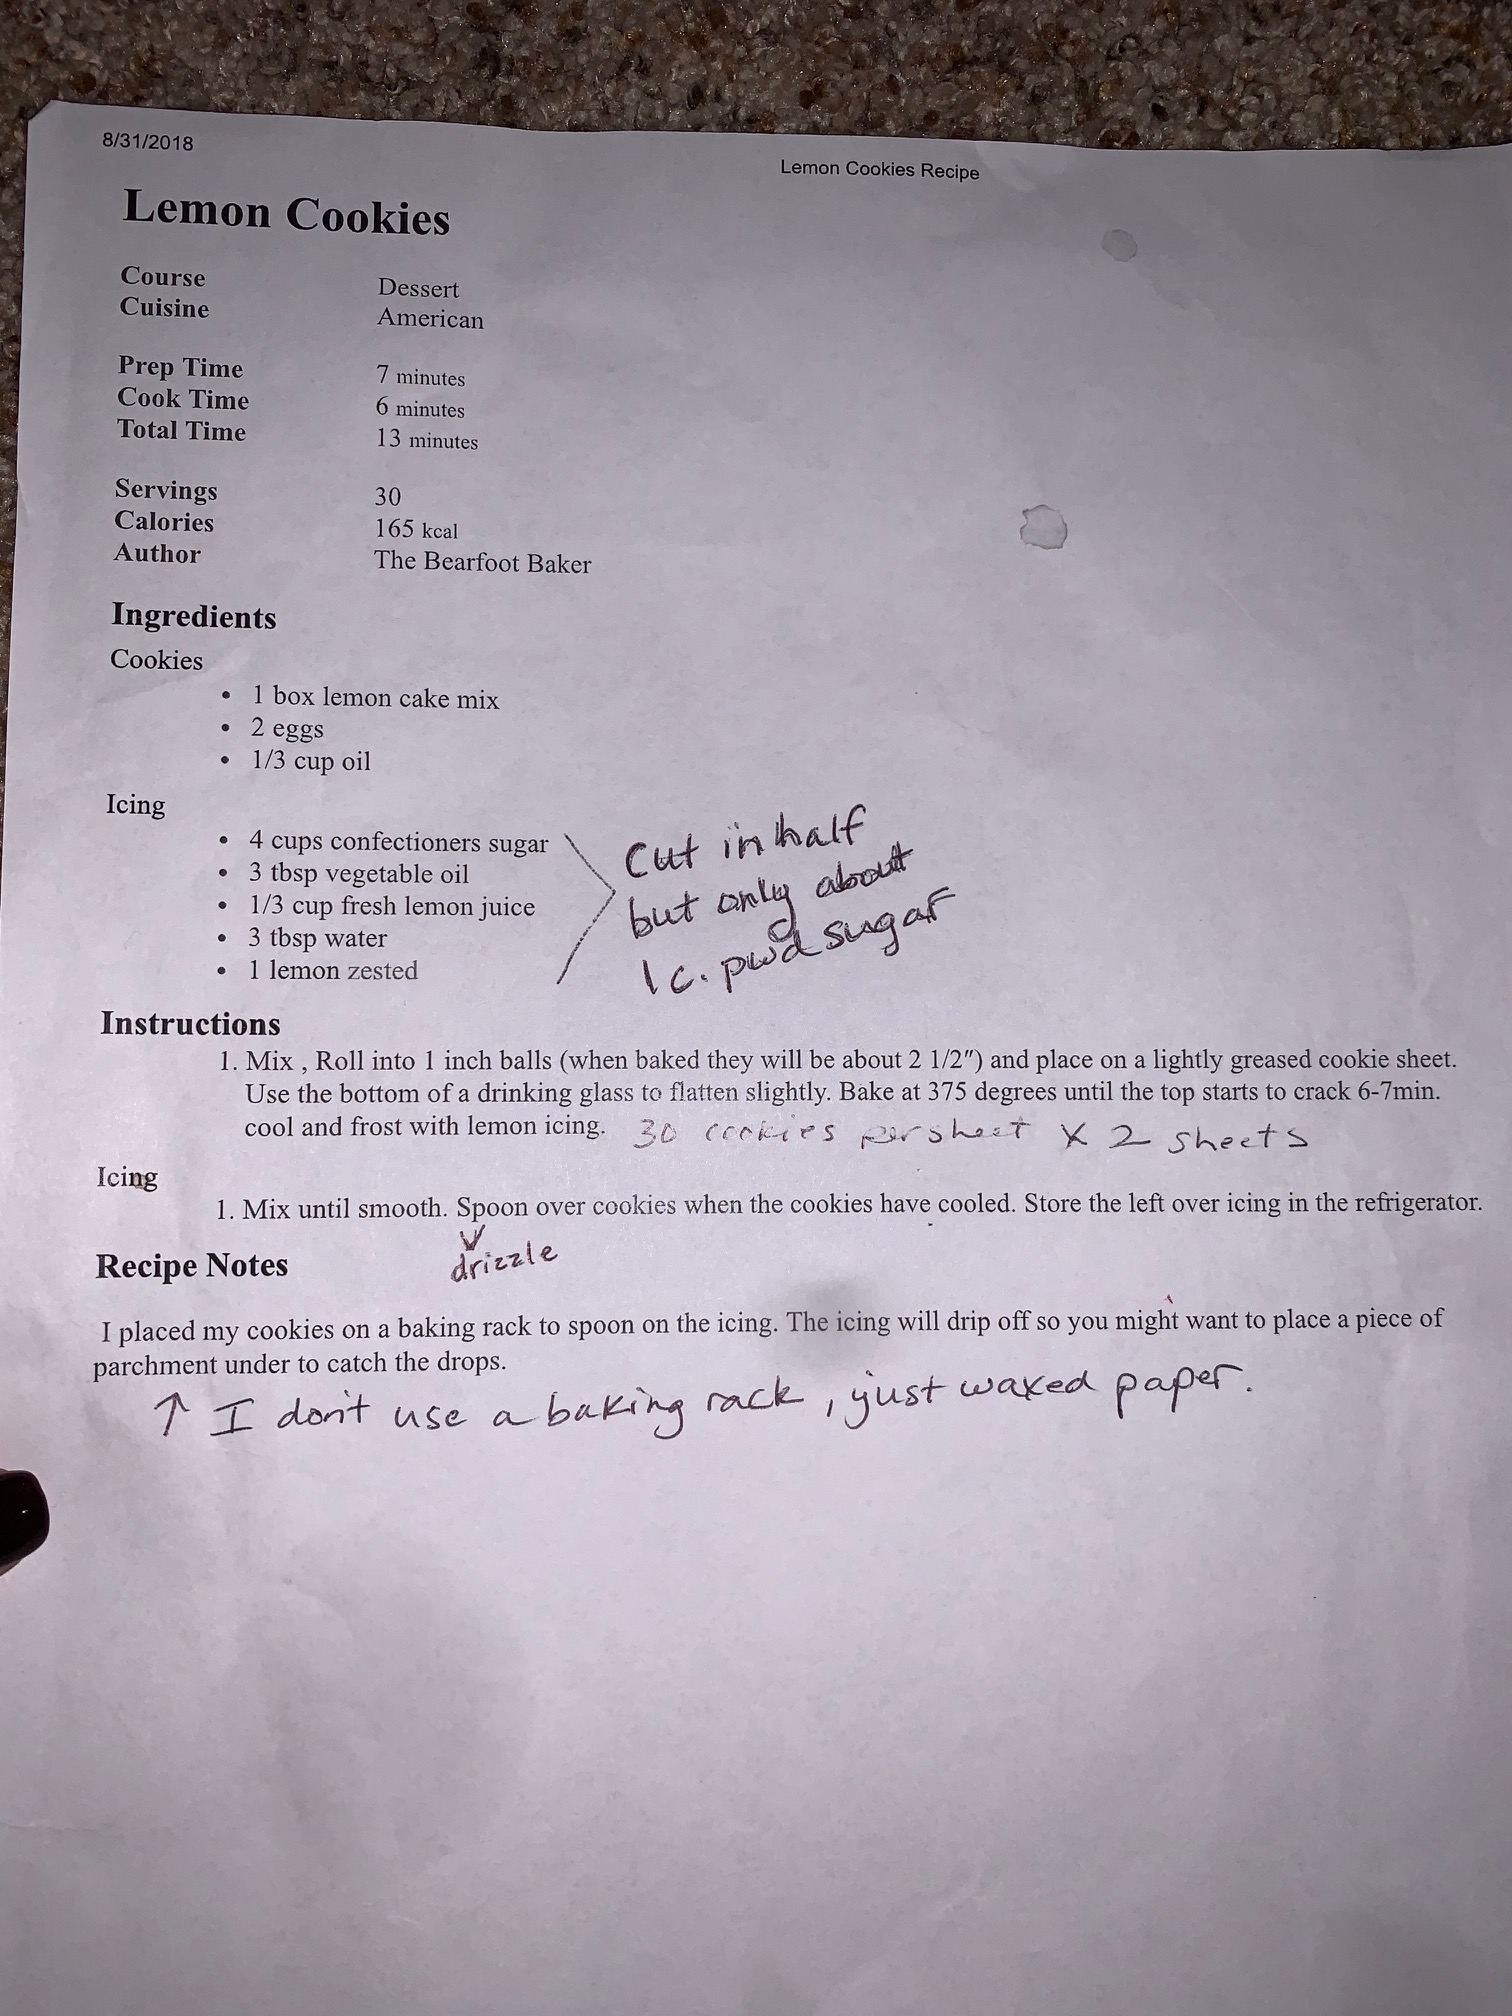 8/31/2018
Lemon Cookies Recipe
Lemon Cookies
Course Dessert
Cuisine American
Prep Time 7 minutes
Cook Time 6 minutes
Total Time 13 minutes
Servings 30
Calories 165 kcal
Author The Bearfoot Baker
Ingredients
Cookies
• 1 box lemon cake mix
• 2 eggs
• 1/3 cup oil
Icing
• 4 cups confectioners sugar
• 3 tbsp vegetable oil
• 1/3 cup fresh lemon juice
• 3 tbsp water
• 1 lemon zested
Cut in half
but only about
1 c. pwd sugar
Instructions
1. Mix , Roll into 1 inch balls (when baked they will be about 2 1/2″) and place on a lightly greased cookie sheet.
Use the bottom of a drinking glass to flatten slightly. Bake at 375 degrees until the top starts to crack 6-7min.
cool and frost with lemon icing. 30 cookies per sheet X 2 sheets
Icing
1. Mix until smooth. Spoon over cookies when the cookies have cooled. Store the left over icing in the refrigerator.
drizzle
Recipe Notes
I placed my cookies on a baking rack to spoon on the icing. The icing will drip off so you might want to place a piece of
parchment under to catch the drops.
↑ I don't use a baking rack, just waxed paper.